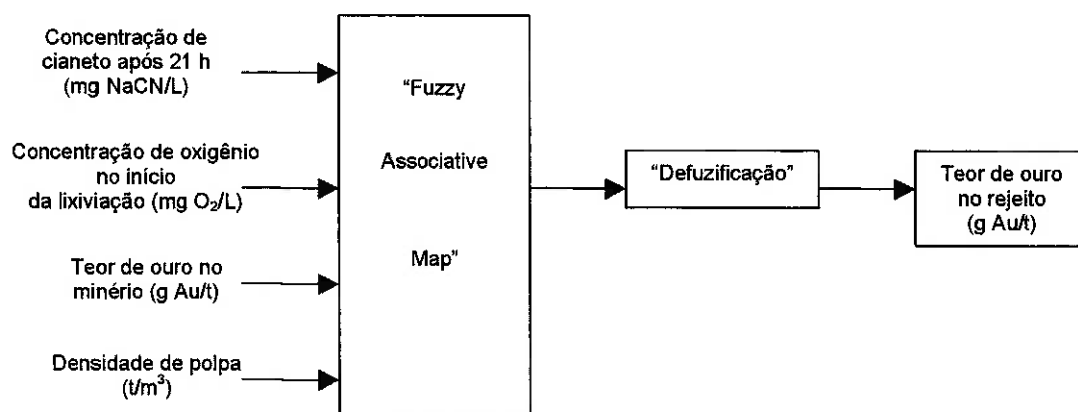 Concentração de
cianeto após 21 h
(mg NaCN/L)
Concentração de oxigênio
no início
da lixiviação (mg O₂/L)
Teor de ouro no
minério (g Au/t)
Densidade de polpa
(t/m³)
“Fuzzy
Associative
Map”
“Defuzificação”
Teor de ouro
no rejeito
(g Au/t)